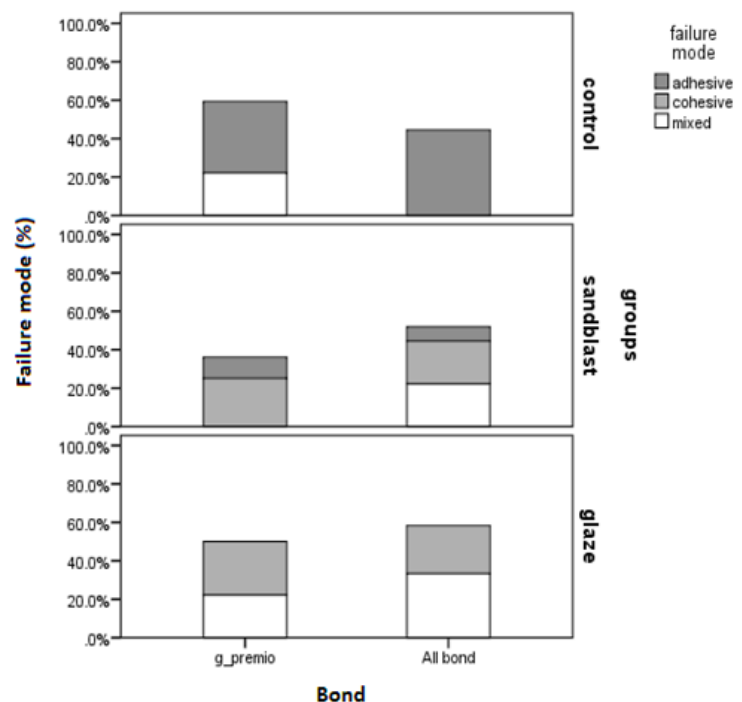 100.0%
80.0%
60.0%
40.0%
20.0%
.0%
control
100.0%
80.0%
60.0%
40.0%
20.0%
.0%
sandblast
100.0%
80.0%
60.0%
40.0%
20.0%
.0%
glaze
g_premio
All bond
Bond
Failure mode (%)
groups
failure
mode
adhesive
cohesive
mixed